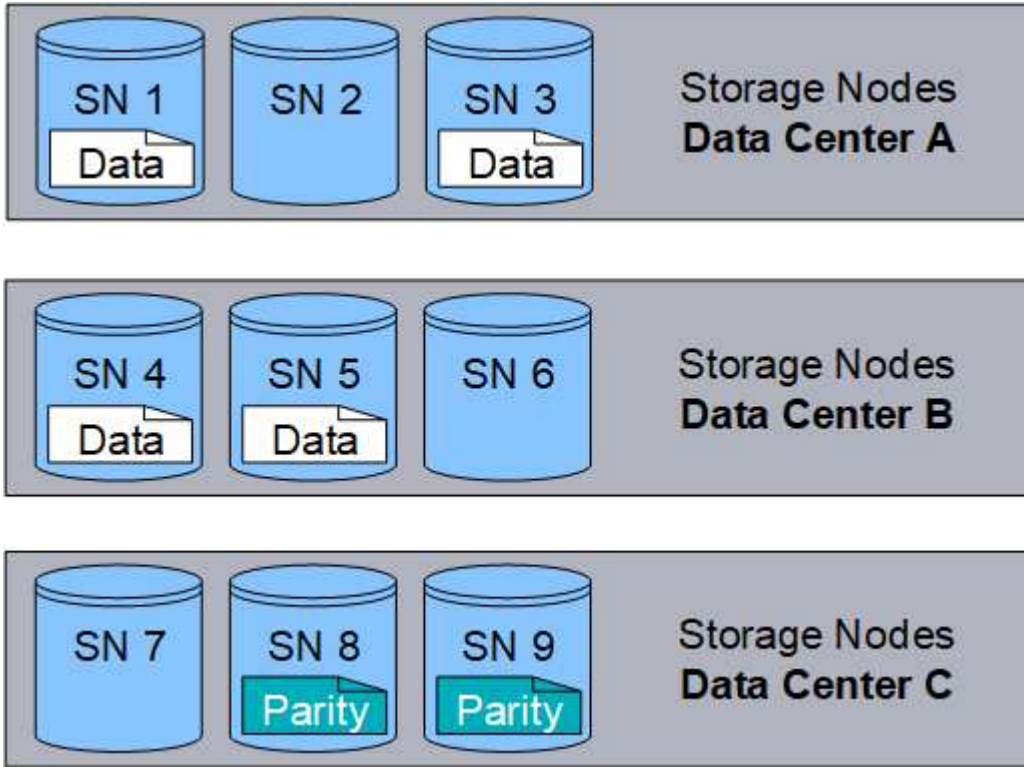 SN 1
SN 2
SN 3
Data
Data
Storage Nodes
Data Center A
SN 4
SN 5
SN 6
Data
Data
Storage Nodes
Data Center B
SN 7
SN 8
SN 9
Parity
Parity
Storage Nodes
Data Center C